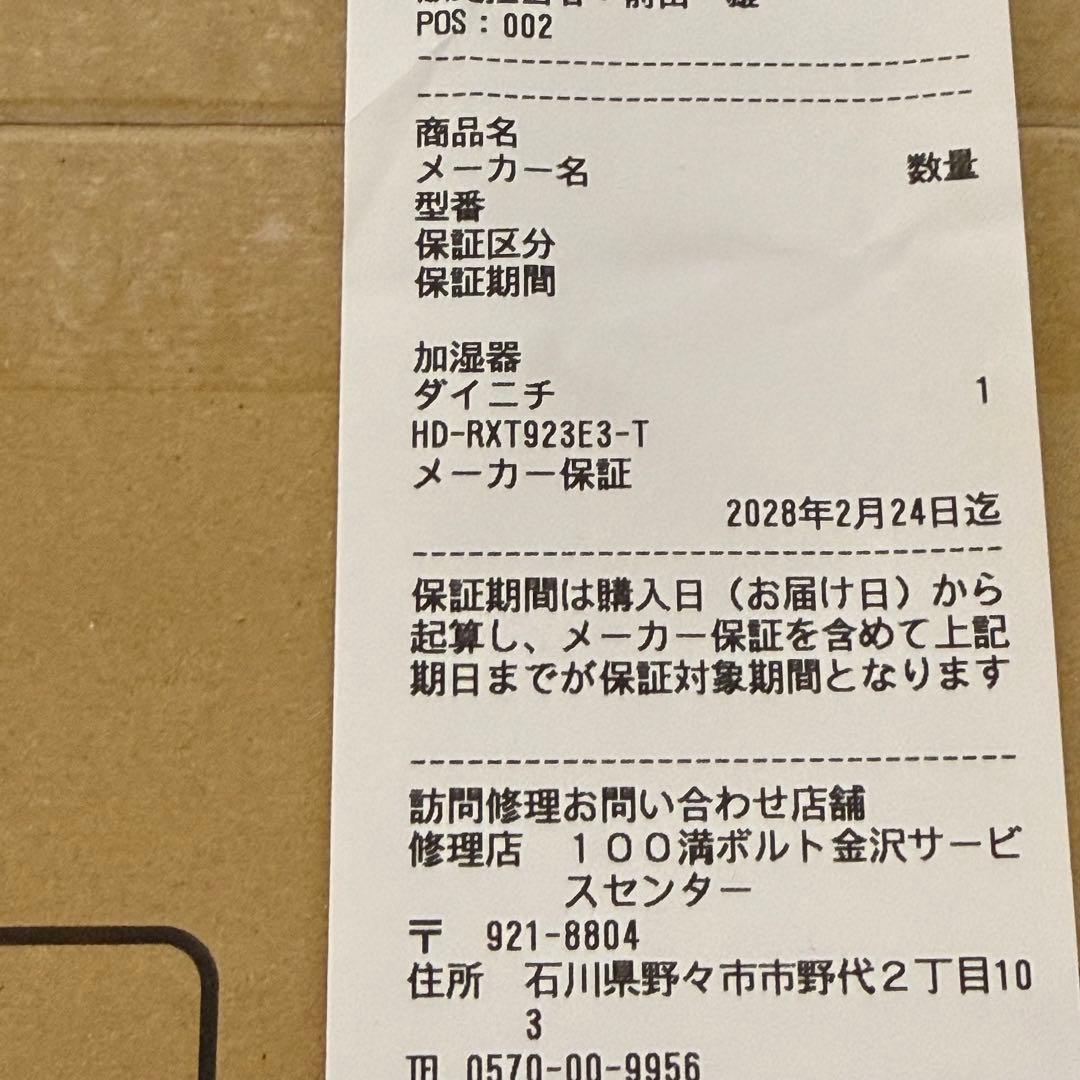 POS：002
商品名
メーカー名 数量
型番
保証区分
保証期間
加湿器
ダイニチ 1
HD-RXT923E3-T
メーカー保証
2028年2月24日迄
保証期間は購入日（お届け日）から
起算し、メーカー保証を含めて上記
期日までが保証対象期間となります
訪問修理お問い合わせ店舗
修理店 １００満ボルト金沢サービ
スセンター
〒 921-8804
住所 石川県野々市市野代２丁目10
3
℡ 0570-00-9956